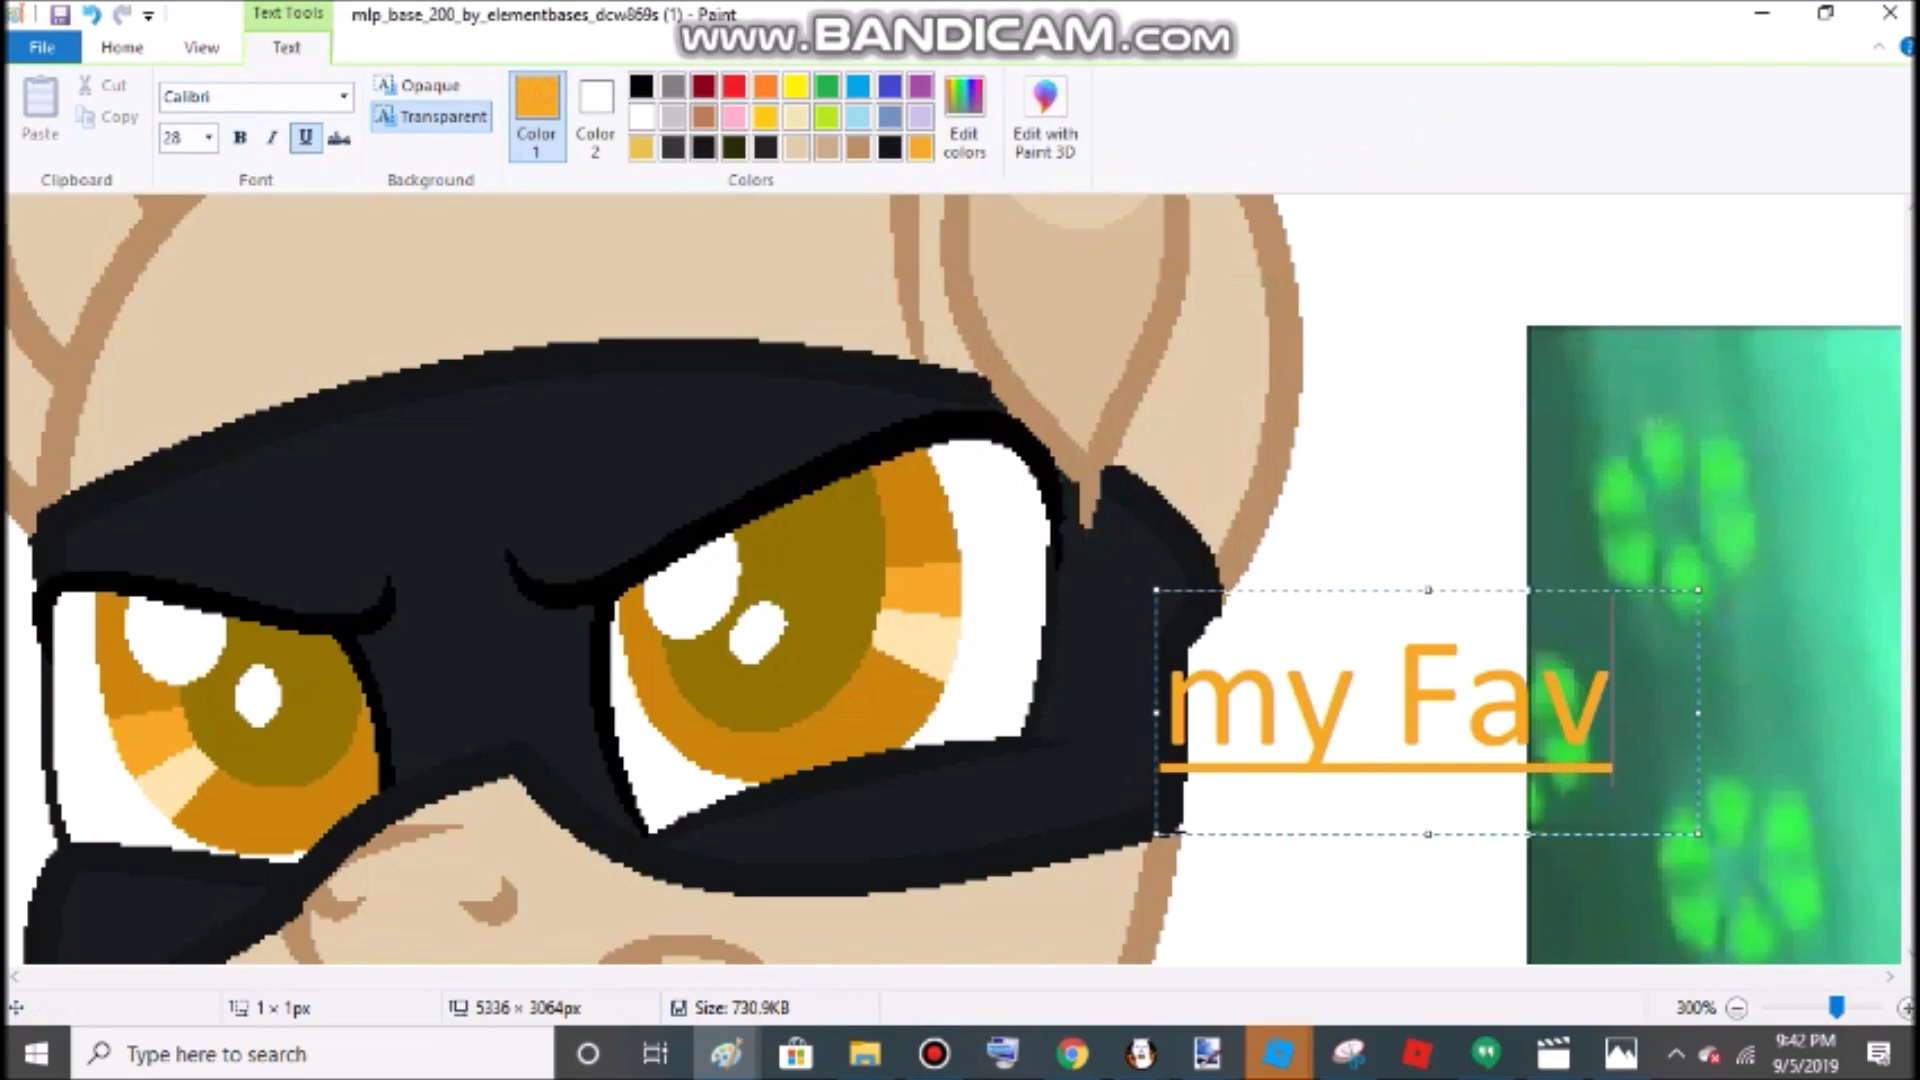 Text Tools
mlp_base_200_by_elementbases_dcw869s (1) - Paint
www.BANDICAM.com
File
Home
View
Text
Cut
Copy
Paste
Clipboard
Calibri
28
B
I
U
abc
Font
Opaque
Transparent
Background
Color
1
Color
2
Edit
colors
Colors
Edit with
Paint 3D
my Fav
1 × 1px
5336 × 3064px
Size: 730.9KB
300%
Type here to search
9:42 PM
9/5/2019